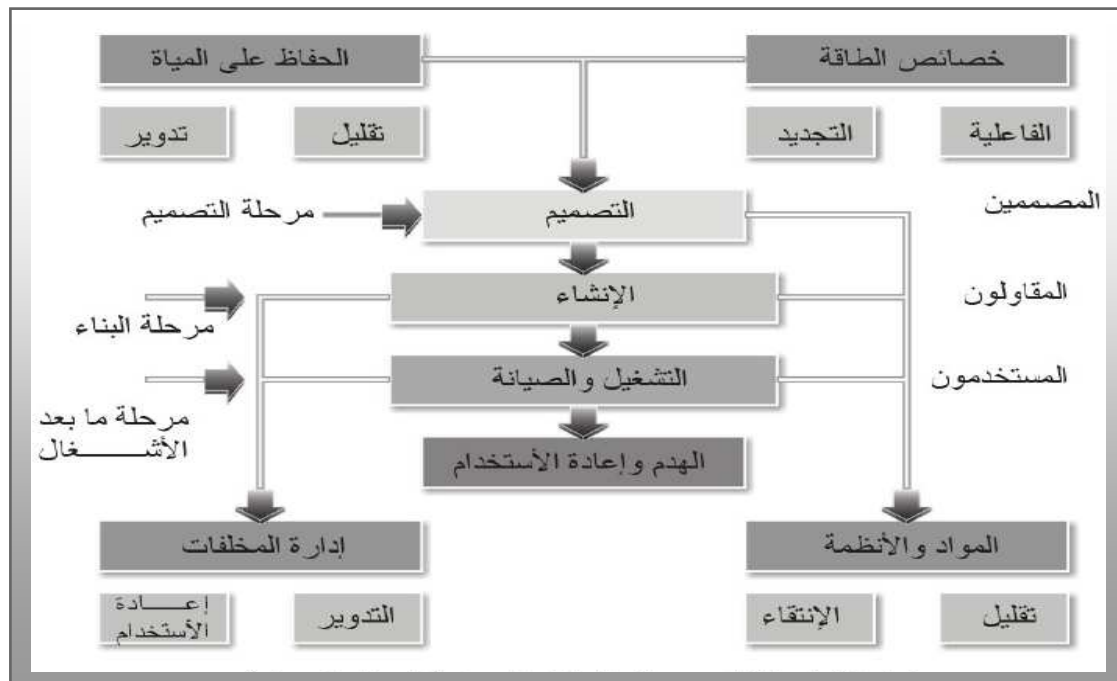 خصائص الطاقة
الحفاظ على المياة
الفاعلية
التجديد
تقليل
تدوير
المصممين
التصميم
مرحلة التصميم
المقاولون
الإنشاء
مرحلة البناء
المستخدمون
التشغيل والصيانة
مرحلة ما بعد
الأشـــــغال
الهدم وإعادة الأستخدام
المواد والأنظمة
إدارة المخلفات
تقليل
الإنتقاء
التدوير
إعـــادة
الأستخدام